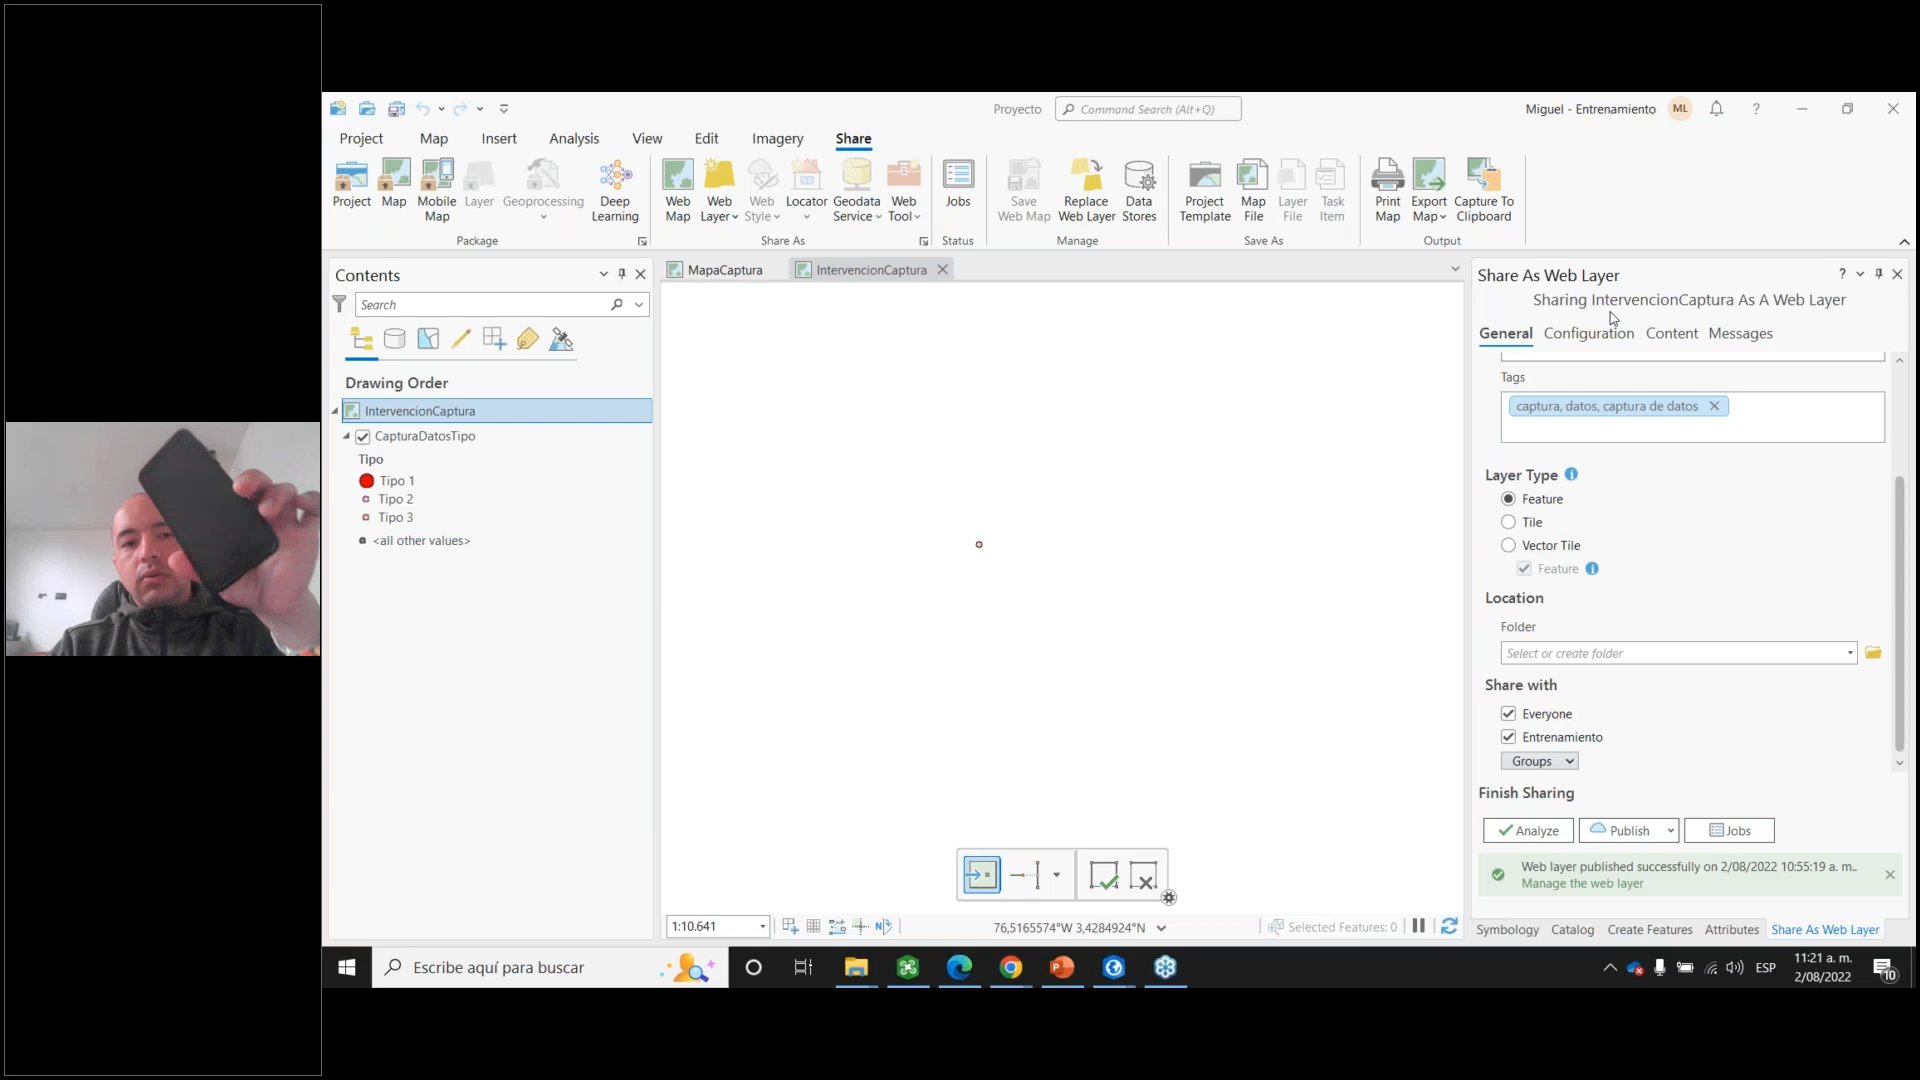 Proyecto
Command Search (Alt+Q)
Miguel - Entrenamiento
ML
?
Project
Map
Insert
Analysis
View
Edit
Imagery
Share
Project
Map
Mobile Map
Layer
Geoprocessing
Deep Learning
Package
Web Map
Web Layer
Web Style
Locator
Geodata Service
Web Tool
Share As
Jobs
Status
Save Web Map
Replace Web Layer
Data Stores
Manage
Project Template
Map File
Layer File
Task Item
Save As
Print Map
Export Map
Capture To Clipboard
Output
Contents
Search
Drawing Order
IntervencionCaptura
CapturaDatosTipo
Tipo
Tipo 1
Tipo 2
Tipo 3
<all other values>
MapaCaptura
IntervencionCaptura
1:10.641
76,5165574°W 3,4284924°N
Selected Features: 0
Share As Web Layer
?
Sharing IntervencionCaptura As A Web Layer
General
Configuration
Content
Messages
Tags
captura, datos, captura de datos
Layer Type
Feature
Tile
Vector Tile
Feature
Location
Folder
Select or create folder
Share with
Everyone
Entrenamiento
Groups
Finish Sharing
Analyze
Publish
Jobs
Web layer published successfully on 2/08/2022 10:55:19 a. m..
Manage the web layer
Symbology
Catalog
Create Features
Attributes
Share As Web Layer
Escribe aquí para buscar
ESP
11:21 a. m.
2/08/2022
10